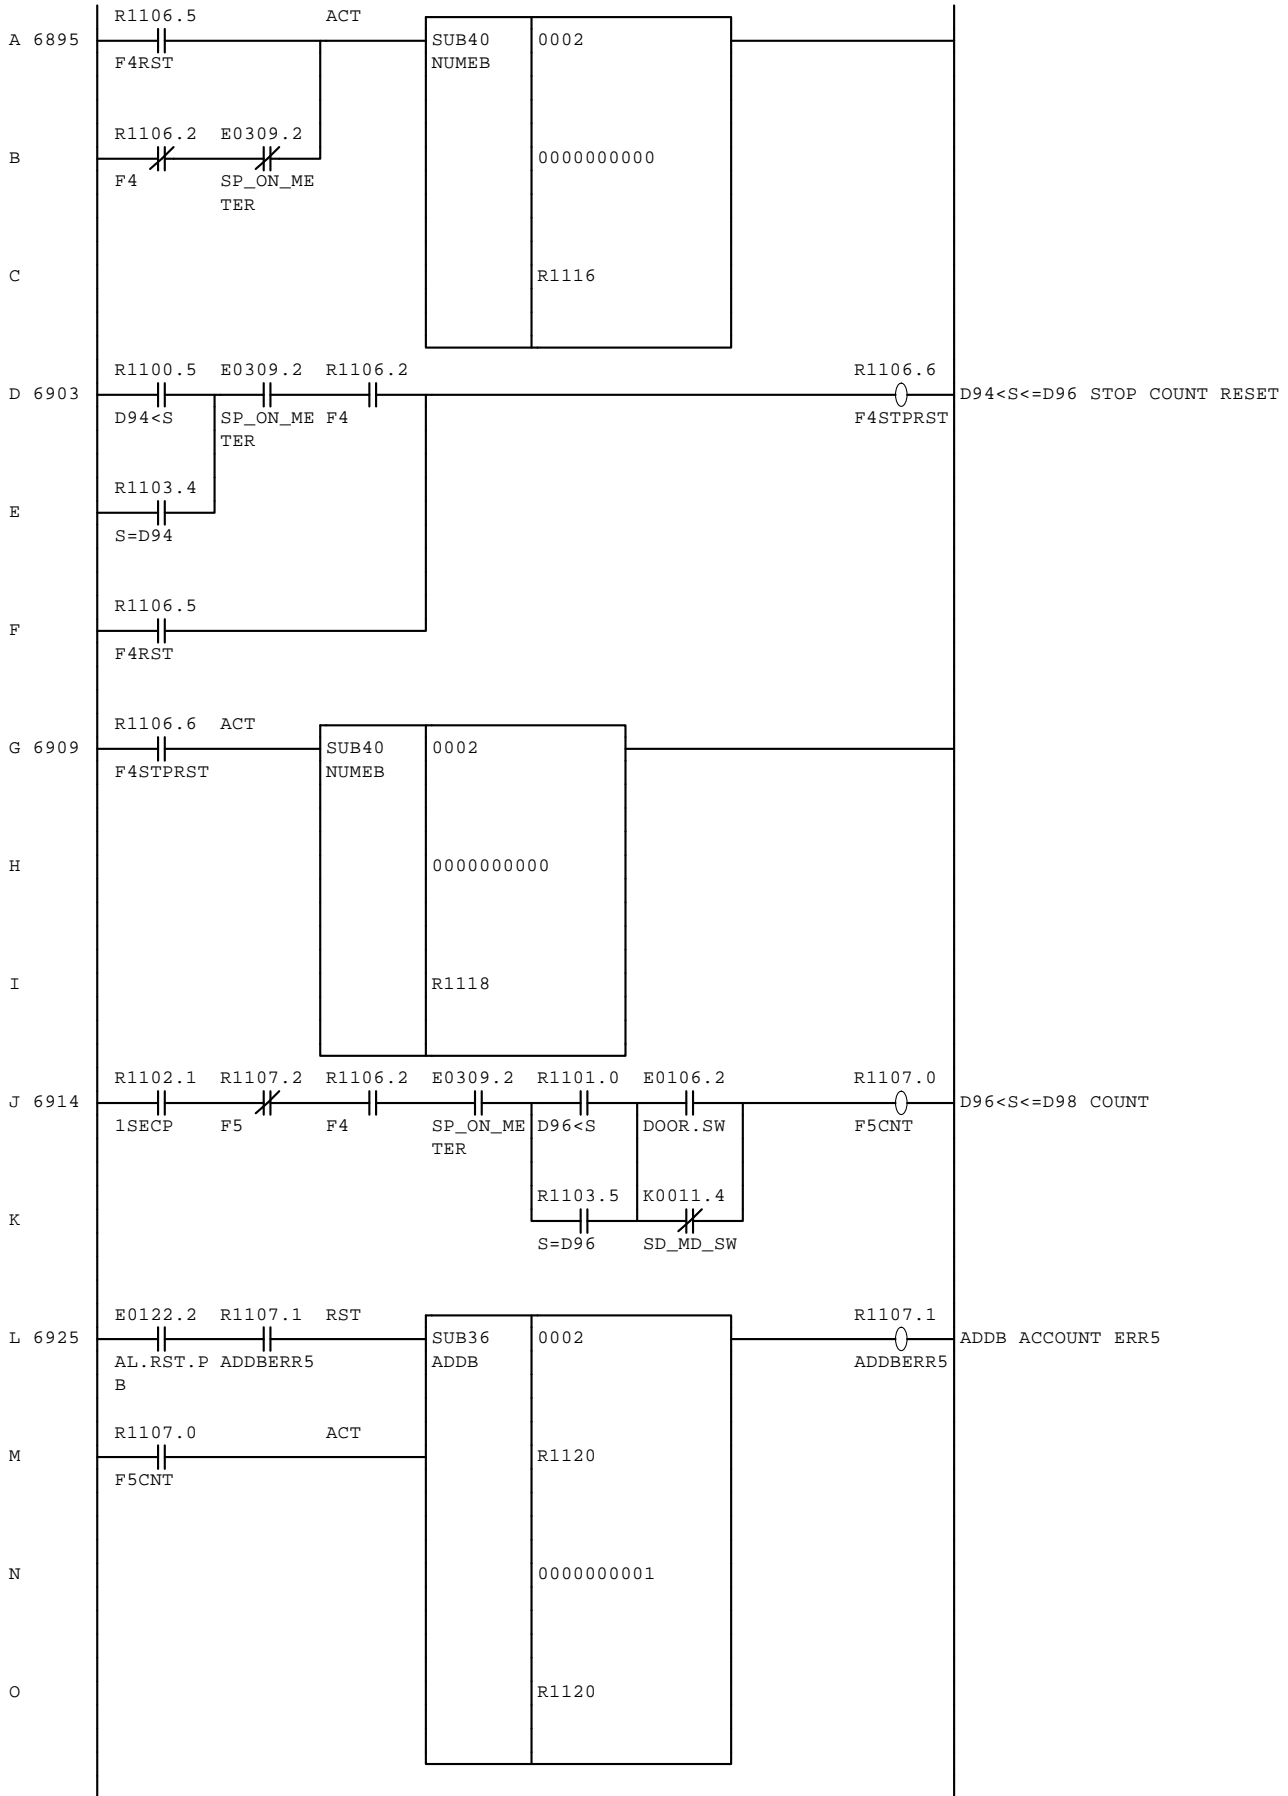 R1106.5 ACT
A 6895 SUB40 0002
F4RST NUMEB
R1106.2 E0309.2
B 0000000000
F4 SP_ON_ME
TER
C R1116
R1100.5 E0309.2 R1106.2 R1106.6
D 6903 D94<S<=D96 STOP COUNT RESET
D94<S SP_ON_ME F4 F4STPRST
TER
R1103.4
E
S=D94
R1106.5
F
F4RST
R1106.6 ACT
G 6909 SUB40 0002
F4STPRST NUMEB
H 0000000000
I R1118
R1102.1 R1107.2 R1106.2 E0309.2 R1101.0 E0106.2 R1107.0
J 6914 D96<S<=D98 COUNT
1SECP F5 F4 SP_ON_ME D96<S DOOR.SW F5CNT
TER
R1103.5 K0011.4
K
S=D96 SD_MD_SW
E0122.2 R1107.1 RST R1107.1
L 6925 SUB36 0002 ADDB ACCOUNT ERR5
AL.RST.P ADDBERR5 ADDB ADDBERR5
B
R1107.0 ACT
M R1120
F5CNT
N 0000000001
O R1120